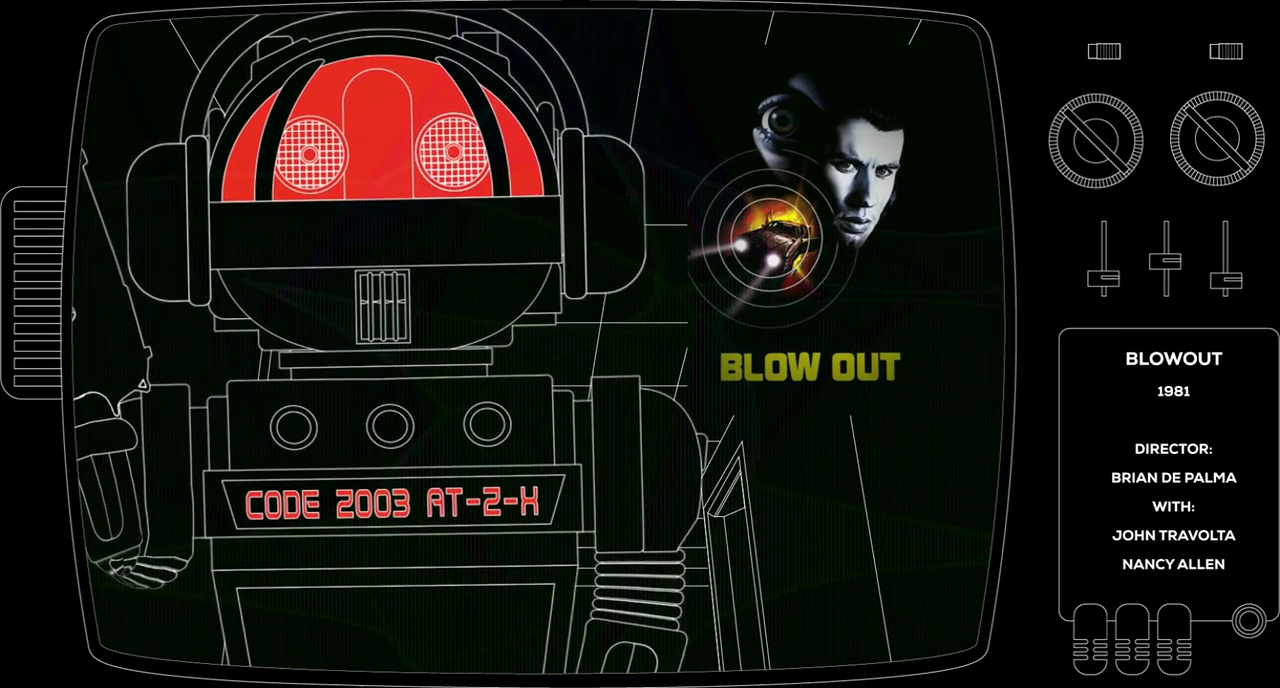 CODE 2003 AT-2-X
BLOW OUT
BLOWOUT
1981
DIRECTOR:
BRIAN DE PALMA
WITH:
JOHN TRAVOLTA
NANCY ALLEN